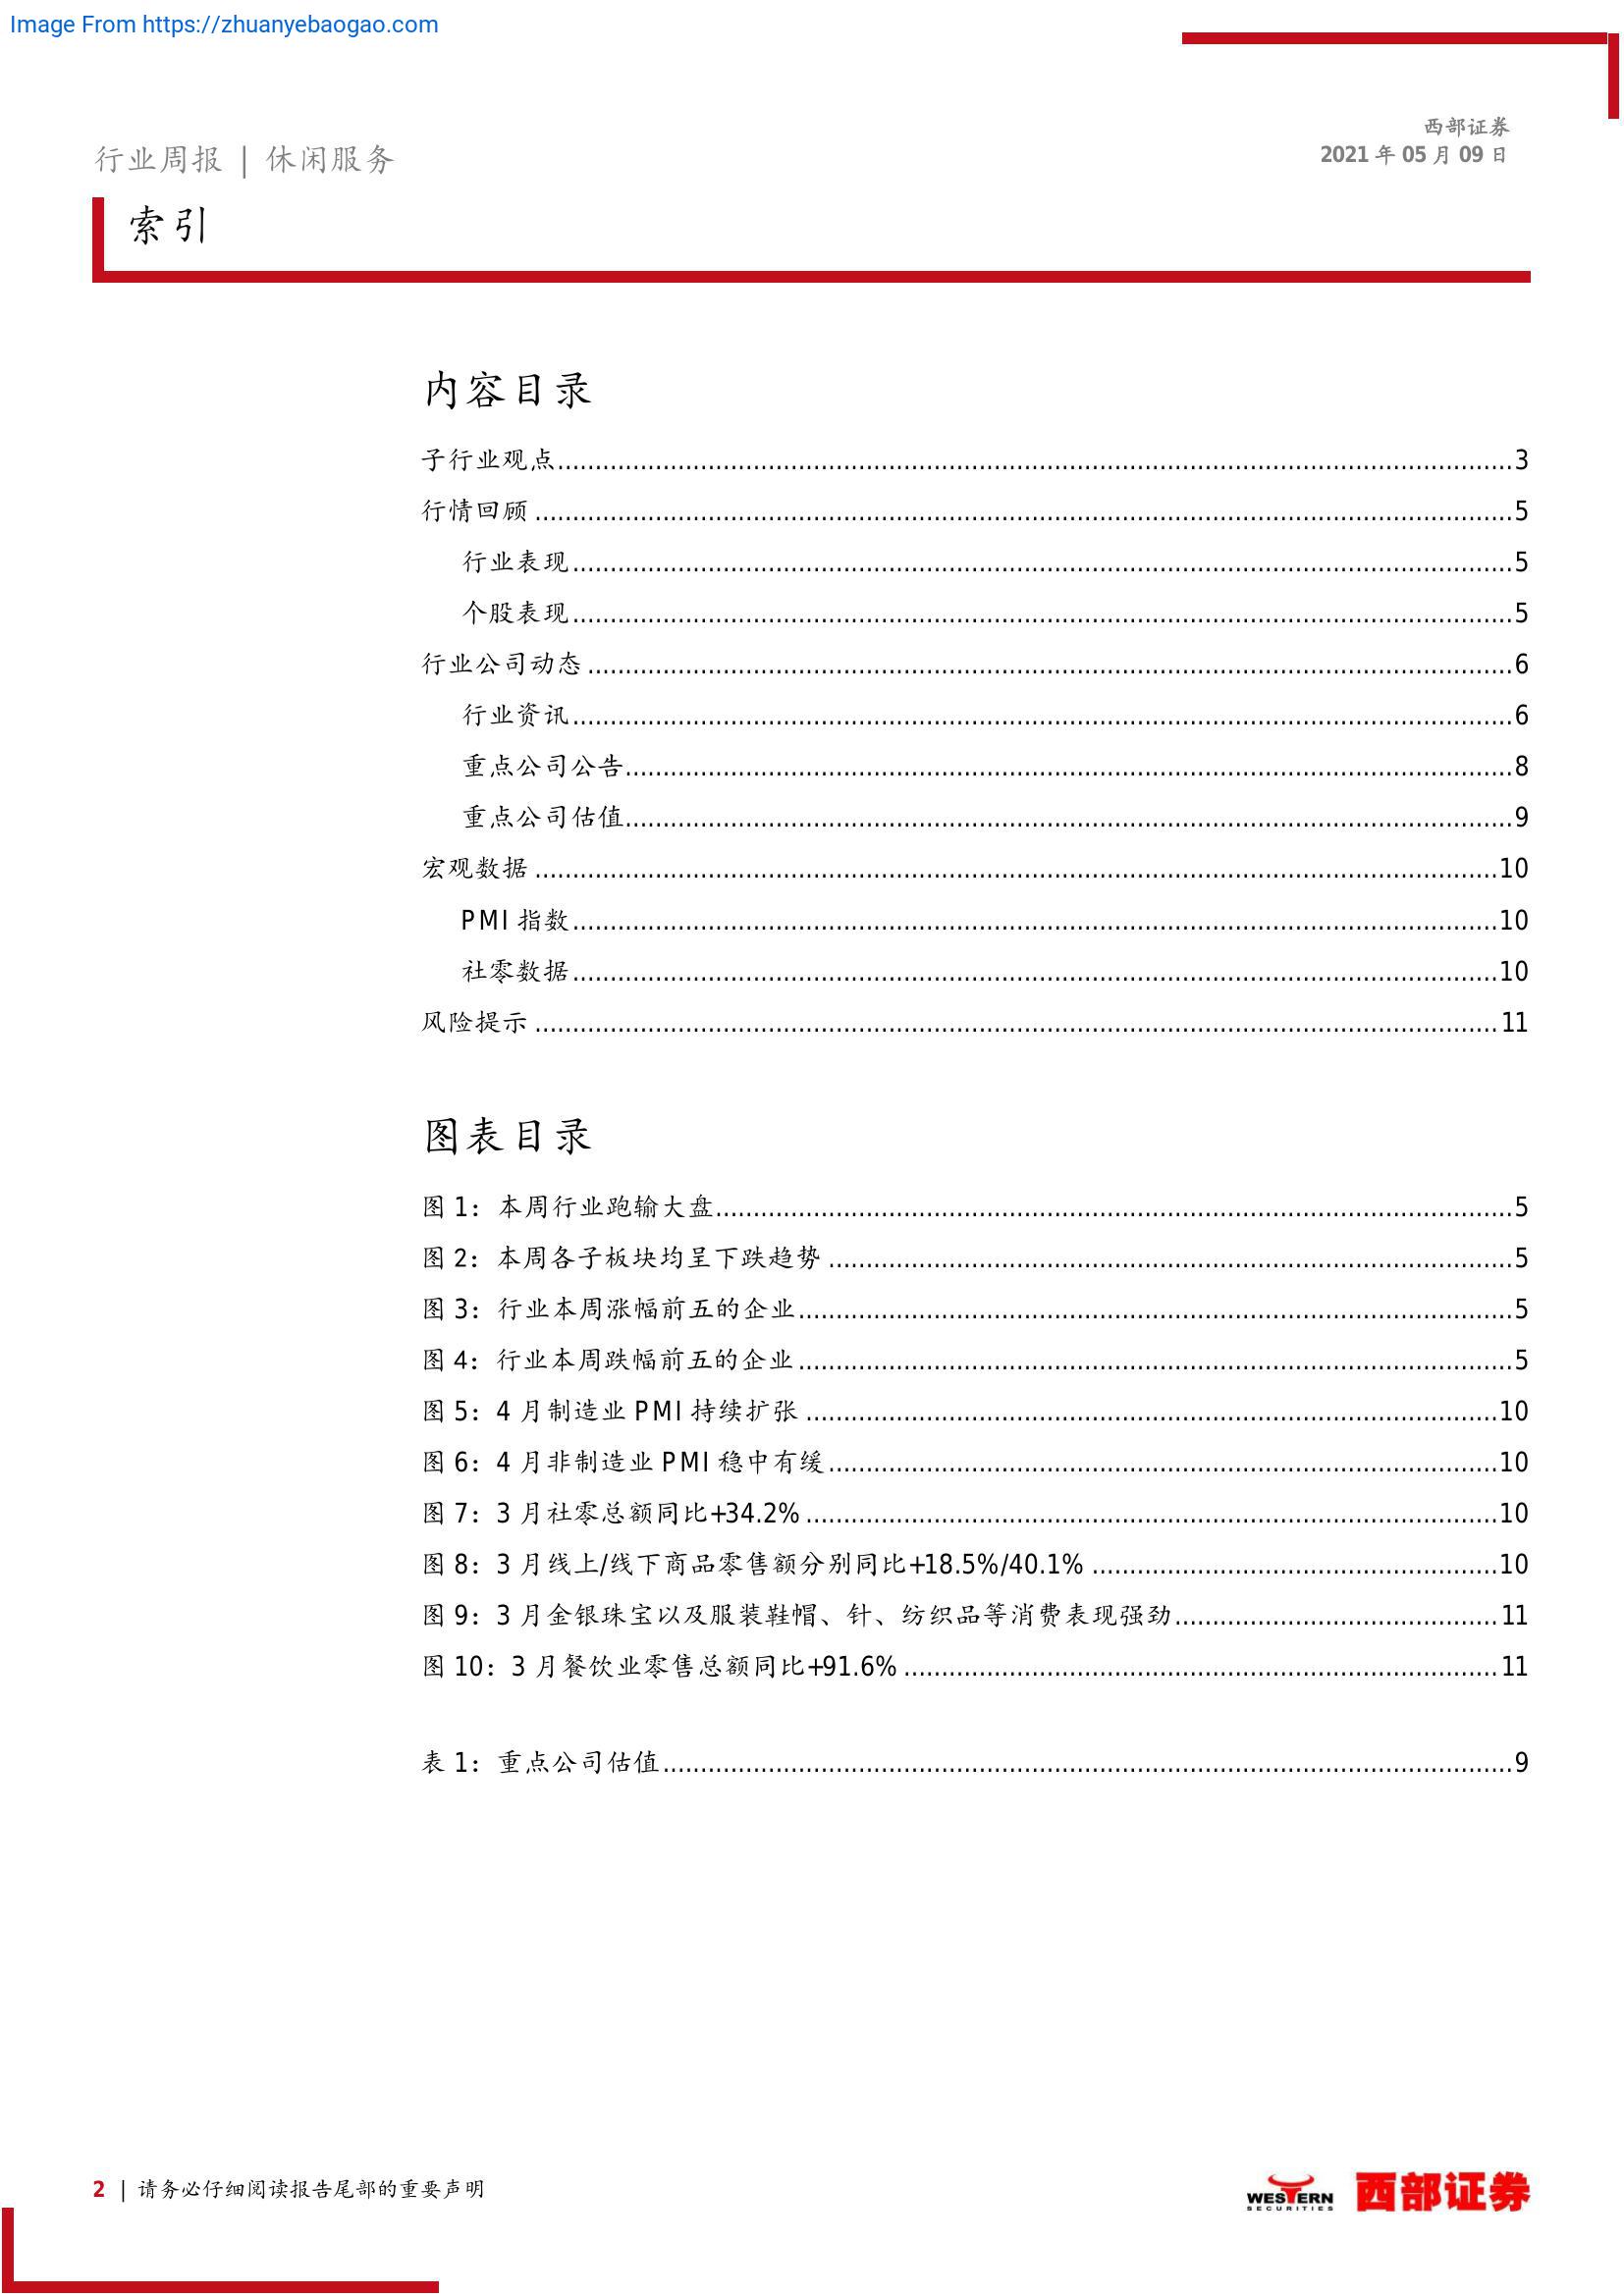 Image From https://zhuanyebaogao.com
西部证券
行业周报 | 休闲服务
2021 年 05 月 09 日
索引
内容目录
子行业观点 3
行情回顾 5
行业表现 5
个股表现 5
行业公司动态 6
行业资讯 6
重点公司公告 8
重点公司估值 9
宏观数据 10
PMI 指数 10
社零数据 10
风险提示 11
图表目录
图 1：本周行业跑输大盘 5
图 2：本周各子板块均呈下跌趋势 5
图 3：行业本周涨幅前五的企业 5
图 4：行业本周跌幅前五的企业 5
图 5：4 月制造业 PMI 持续扩张 10
图 6：4 月非制造业 PMI 稳中有缓 10
图 7：3 月社零总额同比+34.2% 10
图 8：3 月线上/线下商品零售额分别同比+18.5%/40.1% 10
图 9：3 月金银珠宝以及服装鞋帽、针、纺织品等消费表现强劲 11
图 10：3 月餐饮业零售总额同比+91.6% 11
表 1：重点公司估值 9
2 | 请务必仔细阅读报告尾部的重要声明
WESTERN
SECURITIES
西部证券